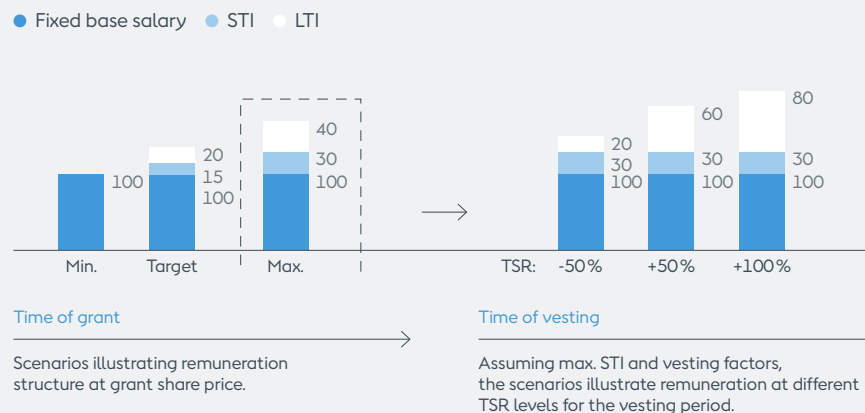 Fixed base salary STI LTI
100
Min.
20
15
100
Target
40
30
100
Max.
TSR:
20
30
100
-50%
60
30
100
+50%
80
30
100
+100%
Time of grant
Scenarios illustrating remuneration
structure at grant share price.
Time of vesting
Assuming max. STI and vesting factors,
the scenarios illustrate remuneration at different
TSR levels for the vesting period.